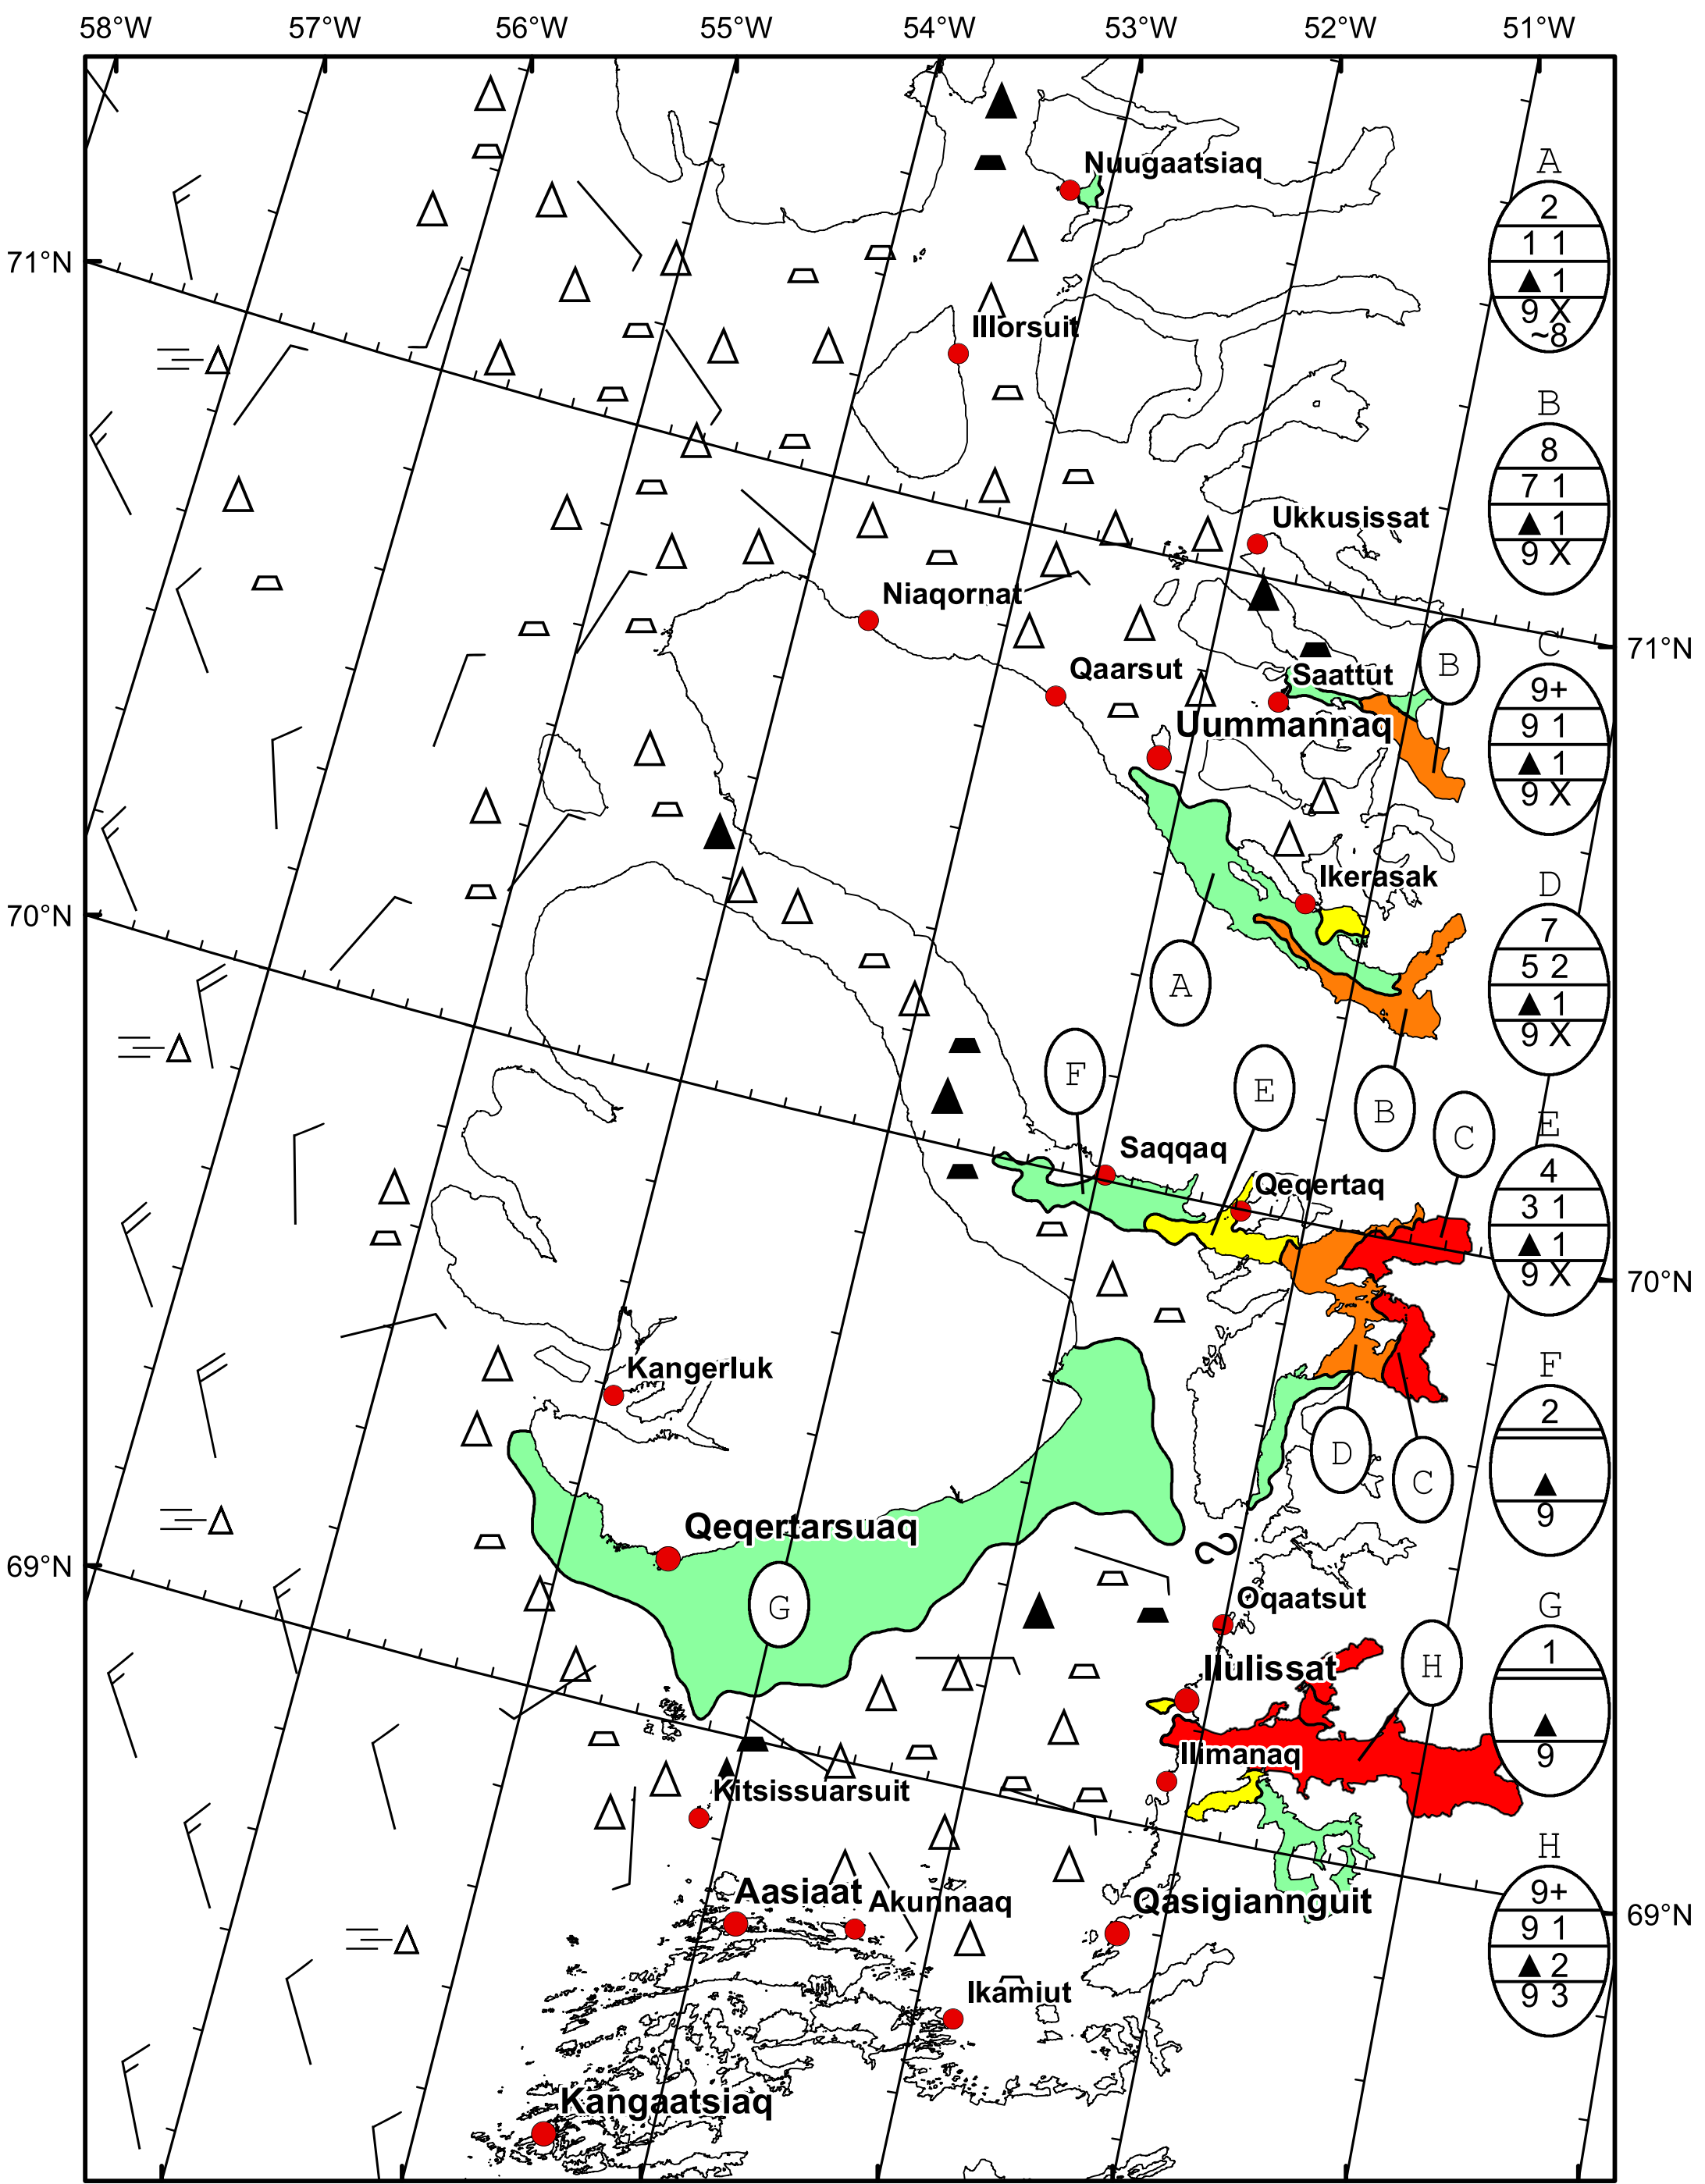 58°W 57°W 56°W 55°W 54°W 53°W 52°W 51°W
Nuugaatsiaq
A
2
1 1
▲ 1
9 X
~8
71°N
Illorsuit
B
8
7 1
▲ 1
9 X
Ukkusissat
Niaqornat
C
9+
9 1
▲ 1
9 X
71°N
B
Qaarsut
Saattut
Uummannaq
Ikerasak
D
7
5 2
▲ 1
9 X
70°N
A
F
E
B
C
E
4
3 1
▲ 1
9 X
Saqqaq
Qeqertaq
70°N
Kangerluk
F
2
▲
9
D
C
Qeqertarsuaq
69°N
G
Oqaatsut
G
1
▲
9
Ilulissat
H
Ilimanaq
Kitsissuarsuit
H
9+
9 1
▲ 2
9 3
Aasiaat
Akunnaaq
Qasigiannguit
69°N
Ikamiut
Kangaatsiaq